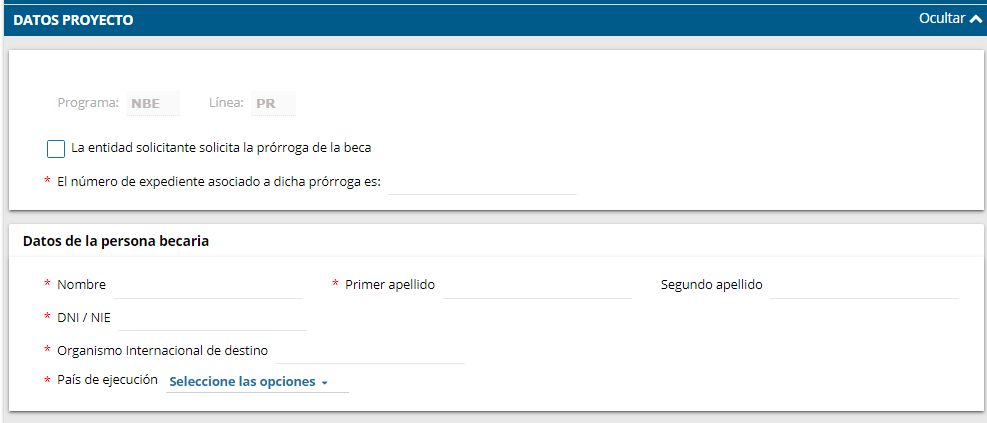 DATOS PROYECTO Ocultar
Programa: NBE Línea: PR
La entidad solicitante solicita la prórroga de la beca
* El número de expediente asociado a dicha prórroga es:
Datos de la persona becaria
* Nombre * Primer apellido Segundo apellido
* DNI / NIE
* Organismo Internacional de destino
* País de ejecución Seleccione las opciones